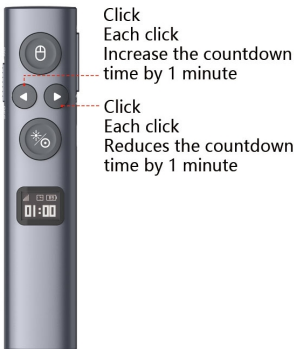 Click
Each click
Increase the countdown
time by 1 minute
Click
Each click
Reduces the countdown
time by 1 minute
01:00